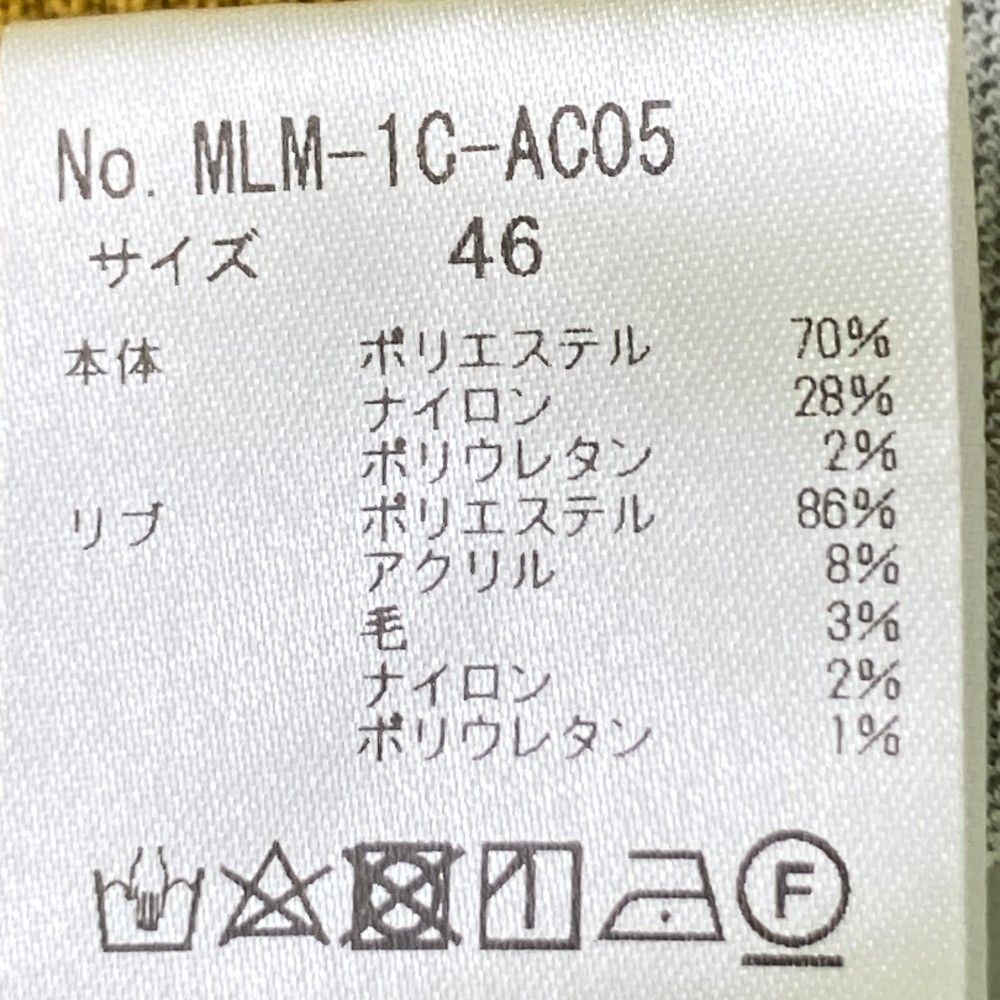 No. MLM-1C-AC05
サイズ 46
本体 ポリエステル 70%
ナイロン 28%
ポリウレタン 2%
リブ ポリエステル 86%
アクリル 8%
毛 3%
ナイロン 2%
ポリウレタン 1%
F